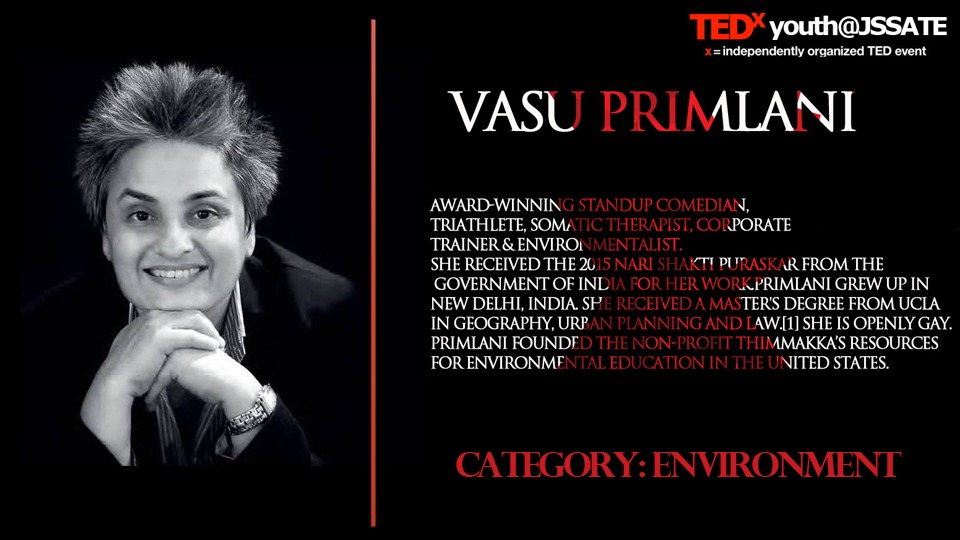 TEDx youth@JSSATE
x = independently organized TED event
VASU PRIMLANI
AWARD-WINNING STANDUP COMEDIAN,
TRIATHLETE, SOMATIC THERAPIST, CORPORATE
TRAINER & ENVIRONMENTALIST.
SHE RECEIVED THE 2015 NARI SHAKTI PURASKAR FROM THE
GOVERNMENT OF INDIA FOR HER WORK.PRIMLANI GREW UP IN
NEW DELHI, INDIA. SHE RECEIVED A MASTER'S DEGREE FROM UCLA
IN GEOGRAPHY, URBAN PLANNING AND LAW.[1] SHE IS OPENLY GAY.
PRIMLANI FOUNDED THE NON-PROFIT THIMMAKKA'S RESOURCES
FOR ENVIRONMENTAL EDUCATION IN THE UNITED STATES.
CATEGORY: ENVIRONMENT